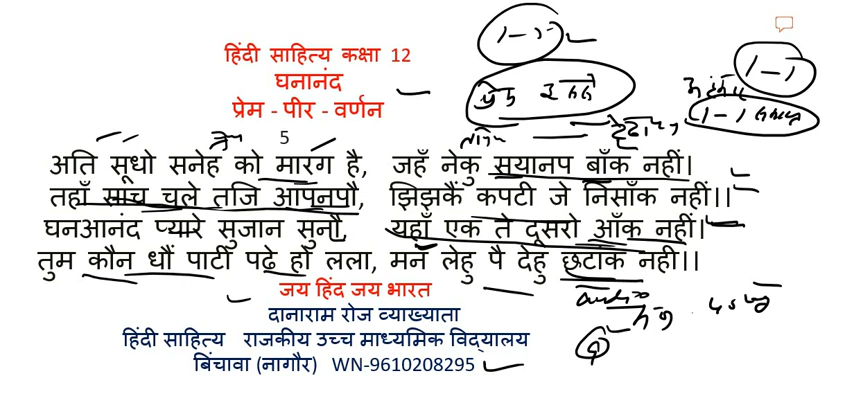 हिंदी साहित्य कक्षा 12
घनानंद
प्रेम - पीर - वर्णन
5
अति सूधो सनेह को मारग है, जहँ नेकु सयानप बाँक नहीं।
तहाँ सांच चले तजि आपनपौ, झिझकैं कपटी जे निसाँक नहीं।।
घनआनंद प्यारे सुजान सुनौ, यहाँ एक ते दूसरो आँक नहीं।
तुम कौन धौं पाटी पढ़े हो लला, मन लेहु पै देहु छटाक नही।।
जय हिंद जय भारत
दानाराम रोज व्याख्याता
हिंदी साहित्य राजकीय उच्च माध्यमिक विद्यालय
बिंचावा (नागौर) WN-9610208295